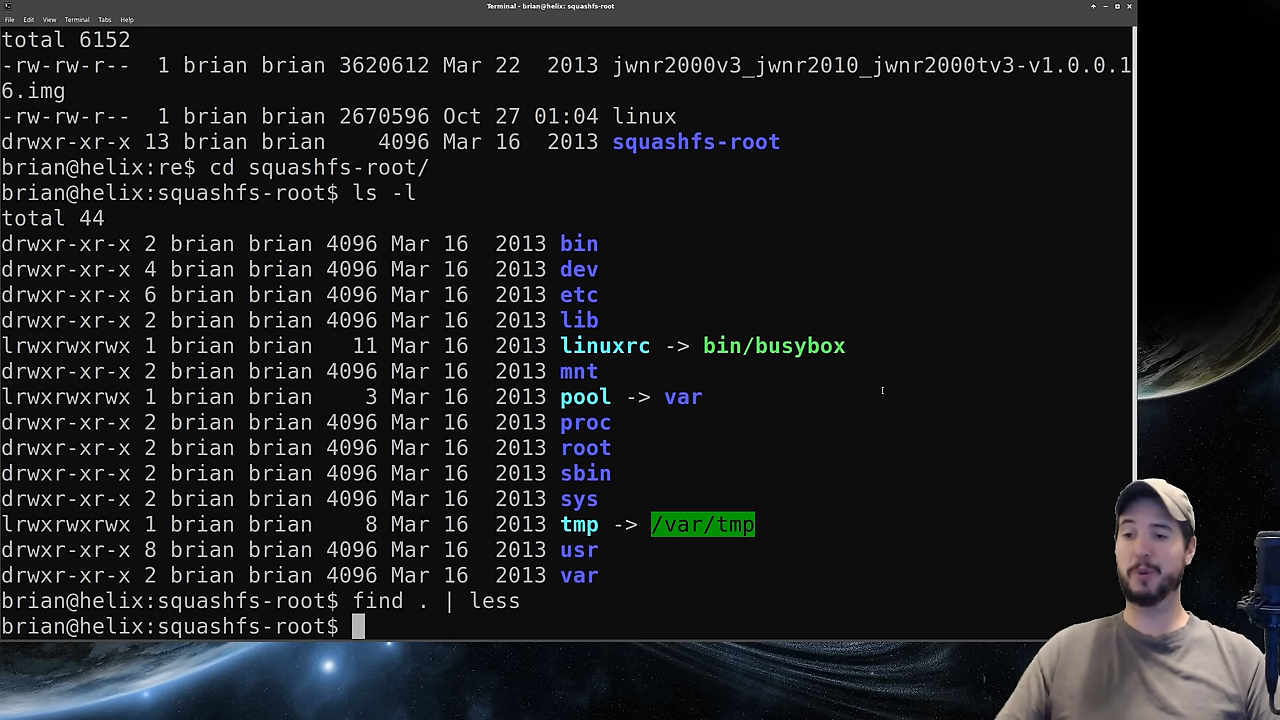 Terminal - brian@helix: squashfs-root
File Edit View Terminal Tabs Help
total 6152
-rw-rw-r--  1 brian brian 3620612 Mar 22  2013 jwnr2000v3_jwnr2010_jwnr2000tv3-v1.0.0.1
6.img
-rw-rw-r--  1 brian brian 2670596 Oct 27 01:04 linux
drwxr-xr-x 13 brian brian    4096 Mar 16  2013 squashfs-root
brian@helix:re$ cd squashfs-root/
brian@helix:squashfs-root$ ls -l
total 44
drwxr-xr-x 2 brian brian 4096 Mar 16  2013 bin
drwxr-xr-x 4 brian brian 4096 Mar 16  2013 dev
drwxr-xr-x 6 brian brian 4096 Mar 16  2013 etc
drwxr-xr-x 2 brian brian 4096 Mar 16  2013 lib
lrwxrwxrwx 1 brian brian   11 Mar 16  2013 linuxrc -> bin/busybox
drwxr-xr-x 2 brian brian 4096 Mar 16  2013 mnt
lrwxrwxrwx 1 brian brian    3 Mar 16  2013 pool -> var
drwxr-xr-x 2 brian brian 4096 Mar 16  2013 proc
drwxr-xr-x 2 brian brian 4096 Mar 16  2013 root
drwxr-xr-x 2 brian brian 4096 Mar 16  2013 sbin
drwxr-xr-x 2 brian brian 4096 Mar 16  2013 sys
lrwxrwxrwx 1 brian brian    8 Mar 16  2013 tmp -> /var/tmp
drwxr-xr-x 8 brian brian 4096 Mar 16  2013 usr
drwxr-xr-x 2 brian brian 4096 Mar 16  2013 var
brian@helix:squashfs-root$ find . | less
brian@helix:squashfs-root$